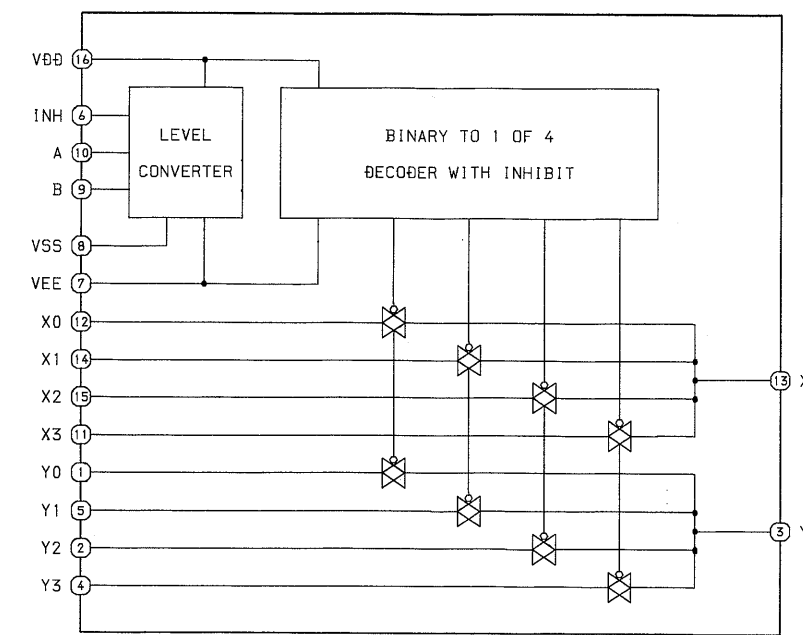 VDD 16
INH 6
A 10
B 9
VSS 8
VEE 7
LEVEL
CONVERTER
BINARY TO 1 OF 4
DECODER WITH INHIBIT
X0 12
X1 14
X2 15
X3 11
Y0 1
Y1 5
Y2 2
Y3 4
13 X
3 Y